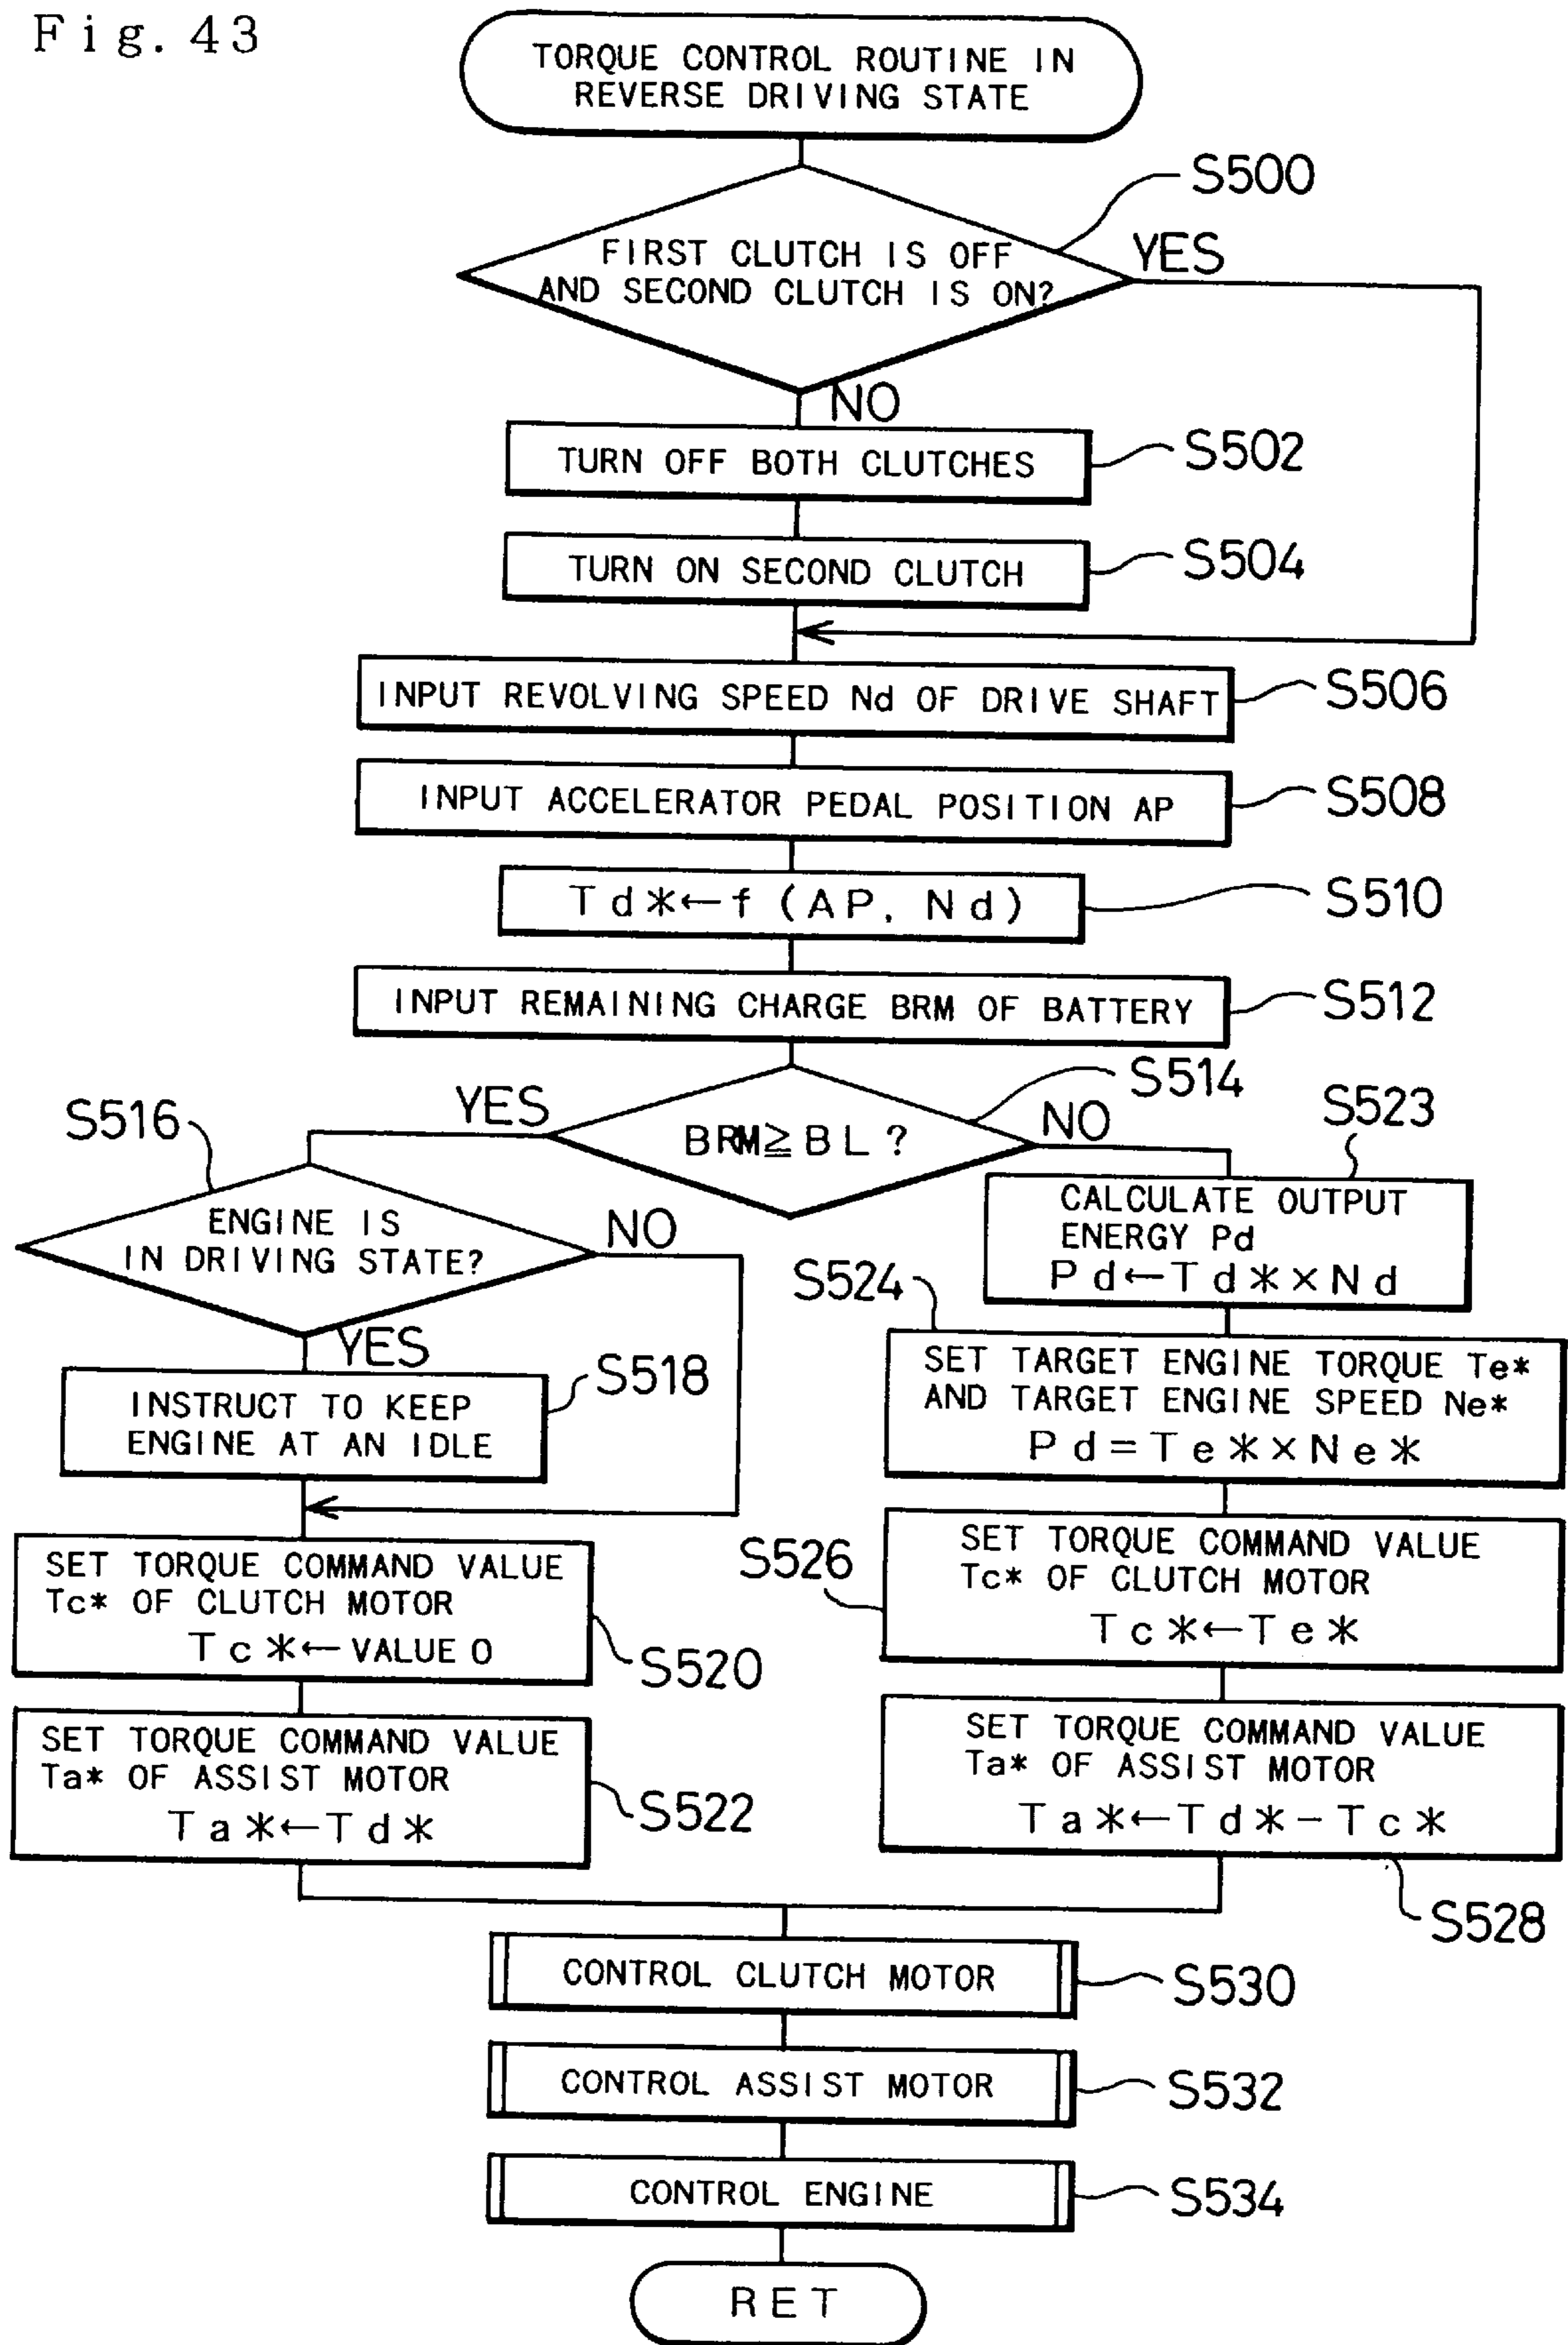 Fig. 43
TORQUE CONTROL ROUTINE IN
REVERSE DRIVING STATE
S500
FIRST CLUTCH IS OFF
AND SECOND CLUTCH IS ON?
YES
NO
TURN OFF BOTH CLUTCHES
S502
TURN ON SECOND CLUTCH
S504
INPUT REVOLVING SPEED Nd OF DRIVE SHAFT
S506
INPUT ACCELERATOR PEDAL POSITION AP
S508
Td*←f (AP, Nd)
S510
INPUT REMAINING CHARGE BRM OF BATTERY
S512
S514
BRM≧BL?
YES
NO
S516
ENGINE IS
IN DRIVING STATE?
NO
YES
INSTRUCT TO KEEP
ENGINE AT AN IDLE
S518
SET TORQUE COMMAND VALUE
Tc* OF CLUTCH MOTOR
Tc*←VALUE 0
S520
SET TORQUE COMMAND VALUE
Ta* OF ASSIST MOTOR
Ta*←Td*
S522
S523
CALCULATE OUTPUT
ENERGY Pd
Pd←Td*×Nd
S524
SET TARGET ENGINE TORQUE Te*
AND TARGET ENGINE SPEED Ne*
Pd=Te*×Ne*
S526
SET TORQUE COMMAND VALUE
Tc* OF CLUTCH MOTOR
Tc*←Te*
SET TORQUE COMMAND VALUE
Ta* OF ASSIST MOTOR
Ta*←Td*-Tc*
S528
CONTROL CLUTCH MOTOR
S530
CONTROL ASSIST MOTOR
S532
CONTROL ENGINE
S534
RET